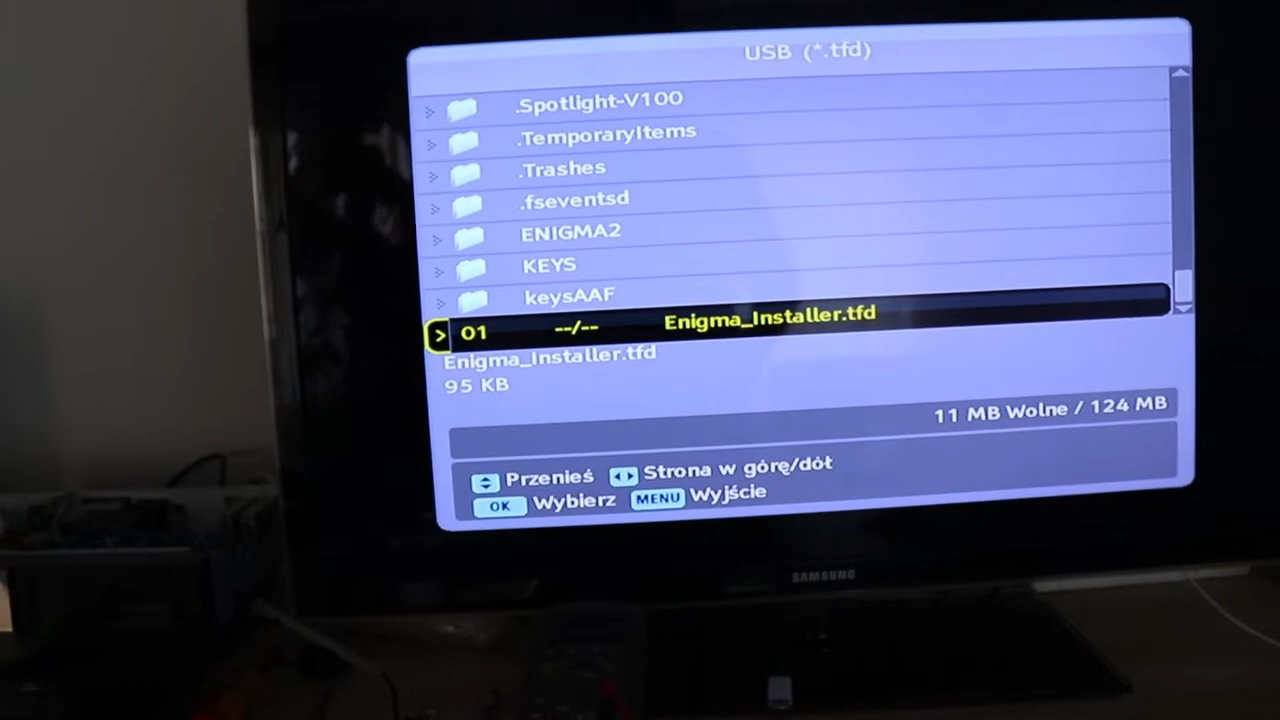 USB (*.tfd)
.Spotlight-V100
.TemporaryItems
.Trashes
.fseventsd
ENIGMA2
KEYS
keysAAF
> 01 --/-- Enigma_Installer.tfd
Enigma_Installer.tfd
95 KB
11 MB Wolne / 124 MB
Przenieś Strona w górę/dół
OK Wybierz MENU Wyjście
SAMSUNG